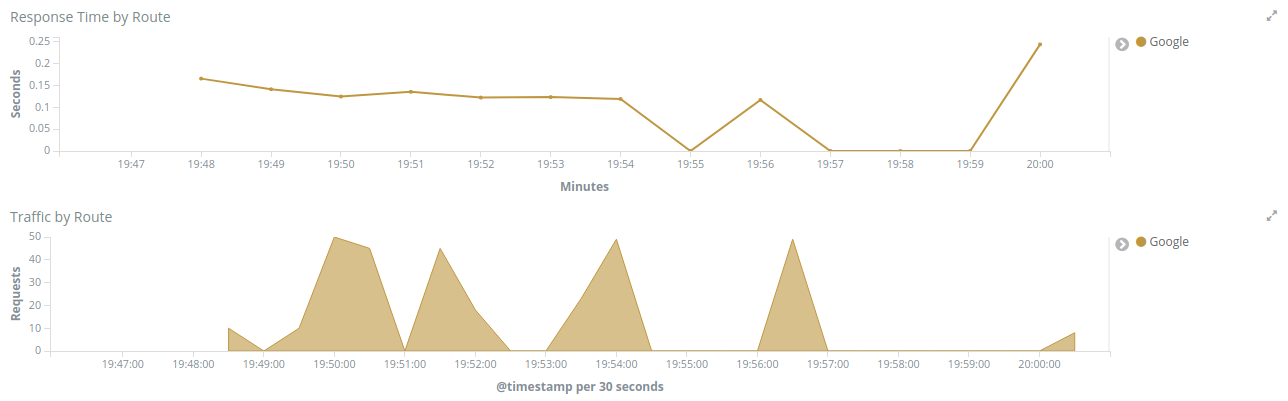 Response Time by Route
Seconds
0.25
0.2
0.15
0.1
0.05
0
19:47 19:48 19:49 19:50 19:51 19:52 19:53 19:54 19:55 19:56 19:57 19:58 19:59 20:00
Minutes
Google
Traffic by Route
Requests
50
40
30
20
10
0
19:47:00 19:48:00 19:49:00 19:50:00 19:51:00 19:52:00 19:53:00 19:54:00 19:55:00 19:56:00 19:57:00 19:58:00 19:59:00 20:00:00
@timestamp per 30 seconds
Google